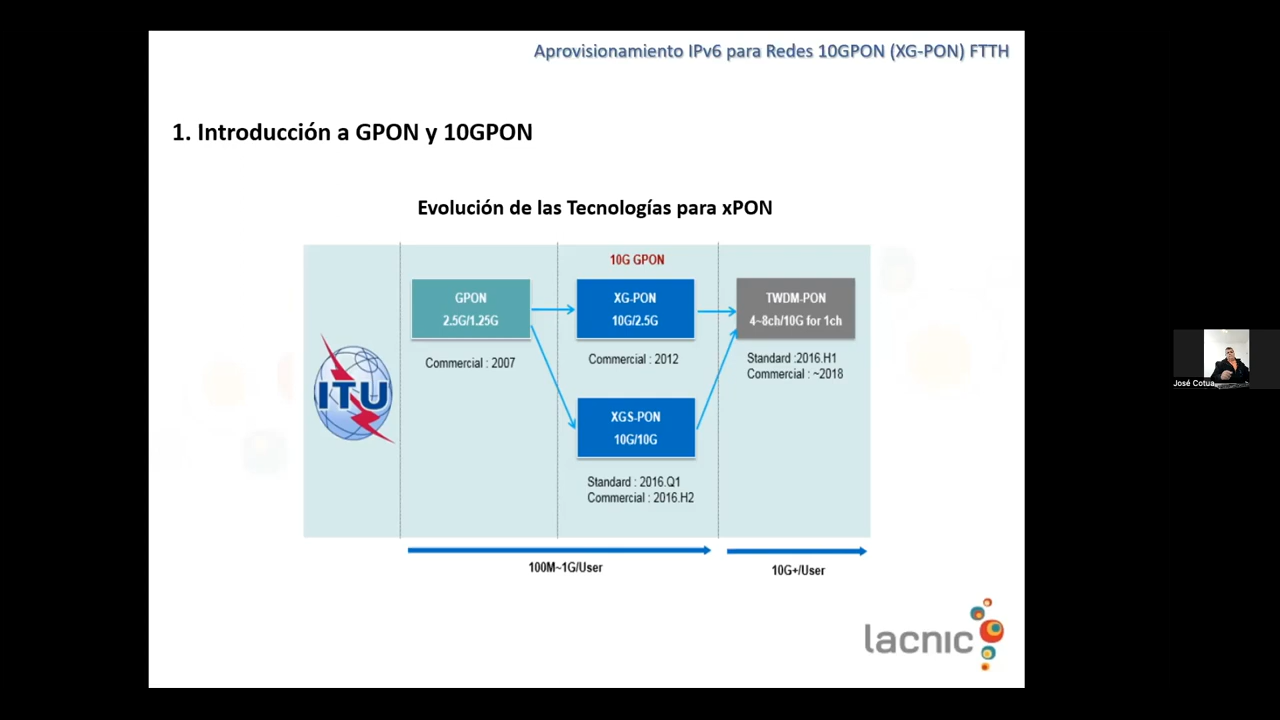 Aprovisionamiento IPv6 para Redes 10GPON (XG-PON) FTTH
1. Introducción a GPON y 10GPON
Evolución de las Tecnologías para xPON
10G GPON
GPON
2.5G/1.25G
XG-PON
10G/2.5G
TWDM-PON
4~8ch/10G for 1ch
Commercial : 2007
Commercial : 2012
Standard :2016.H1
Commercial : ~2018
ITU
XGS-PON
10G/10G
Standard : 2016.Q1
Commercial : 2016.H2
100M~1G/User
10G+/User
lacnic
José Cotua